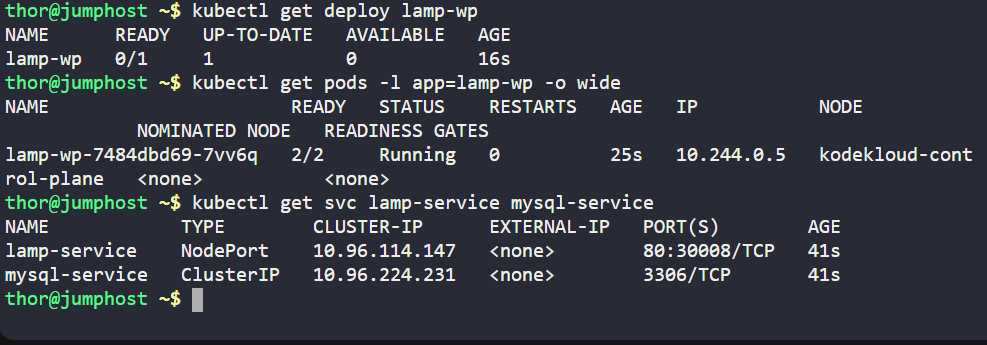 thor@jumphost ~$ kubectl get deploy lamp-wp
NAME      READY   UP-TO-DATE   AVAILABLE   AGE
lamp-wp   0/1     1            0           16s
thor@jumphost ~$ kubectl get pods -l app=lamp-wp -o wide
NAME                       READY   STATUS    RESTARTS   AGE   IP           NODE
           NOMINATED NODE   READINESS GATES
lamp-wp-7484dbd69-7vv6q   2/2     Running   0          25s   10.244.0.5   kodekloud-cont
rol-plane   <none>           <none>
thor@jumphost ~$ kubectl get svc lamp-service mysql-service
NAME            TYPE        CLUSTER-IP      EXTERNAL-IP   PORT(S)        AGE
lamp-service    NodePort    10.96.114.147   <none>        80:30008/TCP   41s
mysql-service   ClusterIP   10.96.224.231   <none>        3306/TCP       41s
thor@jumphost ~$